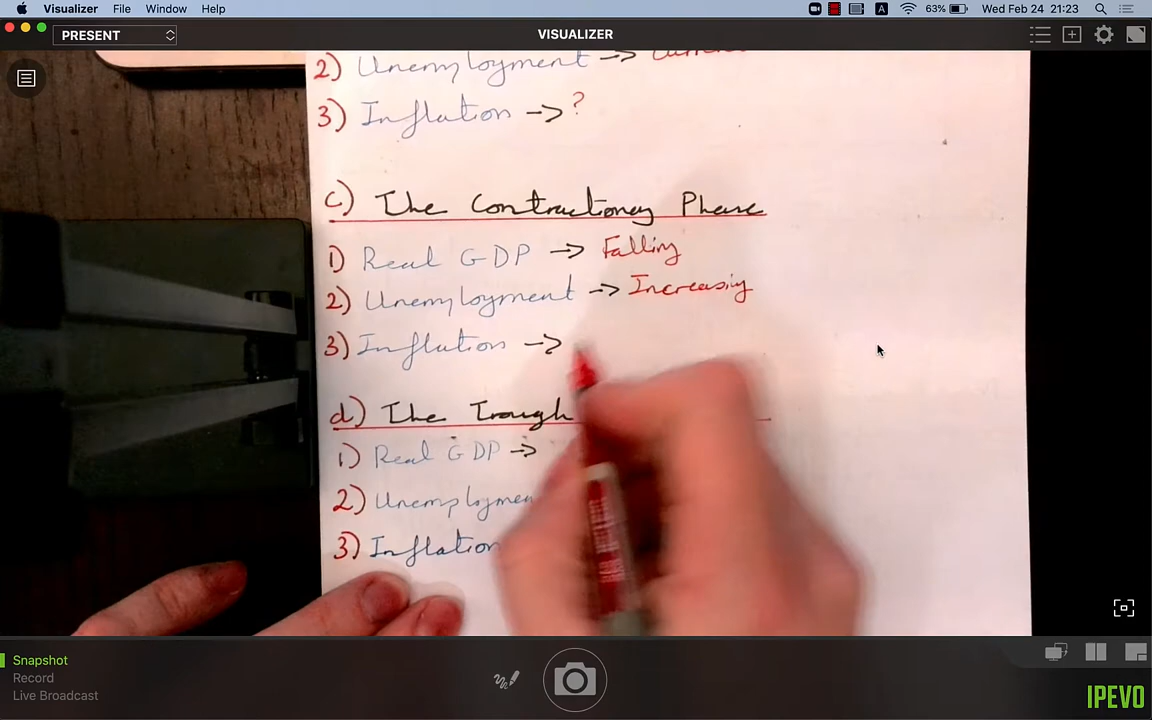 Visualizer File Window Help A 63% Wed Feb 24 21:23
PRESENT VISUALIZER
2) Unemployment ->
3) Inflation -> ?
c) The Contractionary Phase
1) Real GDP -> Falling
2) Unemployment -> Increasing
3) Inflation ->
d) The Trough
1) Real GDP ->
2) Unemploymen
3) Inflation
Snapshot
Record
Live Broadcast
IPEVO